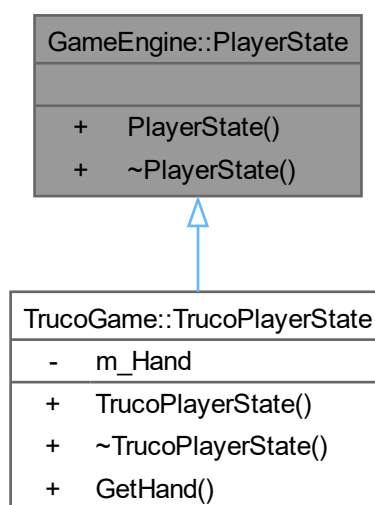 GameEngine::PlayerState
+ PlayerState()
+ ~PlayerState()
TrucoGame::TrucoPlayerState
- m_Hand
+ TrucoPlayerState()
+ ~TrucoPlayerState()
+ GetHand()